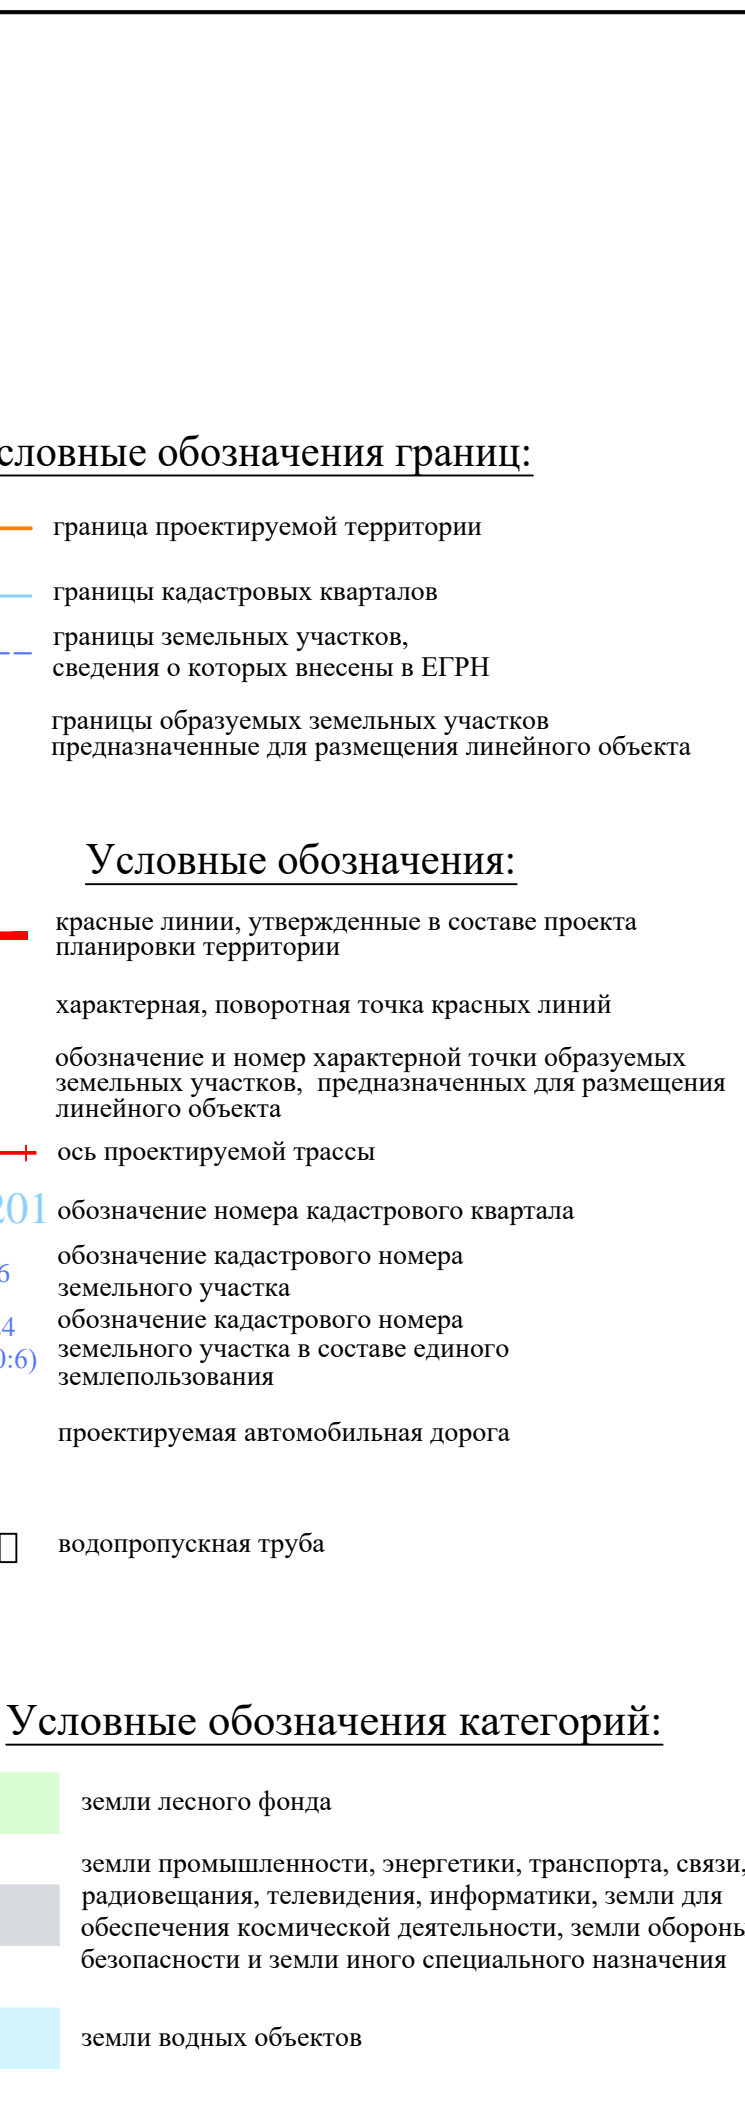 словные обозначения границ:
граница проектируемой территории
границы кадастровых кварталов
границы земельных участков,
сведения о которых внесены в ЕГРН
границы образуемых земельных участков
предназначенные для размещения линейного объекта
Условные обозначения:
красные линии, утвержденные в составе проекта
планировки территории
характерная, поворотная точка красных линий
обозначение и номер характерной точки образуемых
земельных участков, предназначенных для размещения
линейного объекта
ось проектируемой трассы
201 обозначение номера кадастрового квартала
6 обозначение кадастрового номера
земельного участка
4 обозначение кадастрового номера
0:6) земельного участка в составе единого
землепользования
проектируемая автомобильная дорога
водопропускная труба
Условные обозначения категорий:
земли лесного фонда
земли промышленности, энергетики, транспорта, связи,
радиовещания, телевидения, информатики, земли для
обеспечения космической деятельности, земли обороны
безопасности и земли иного специального назначения
земли водных объектов